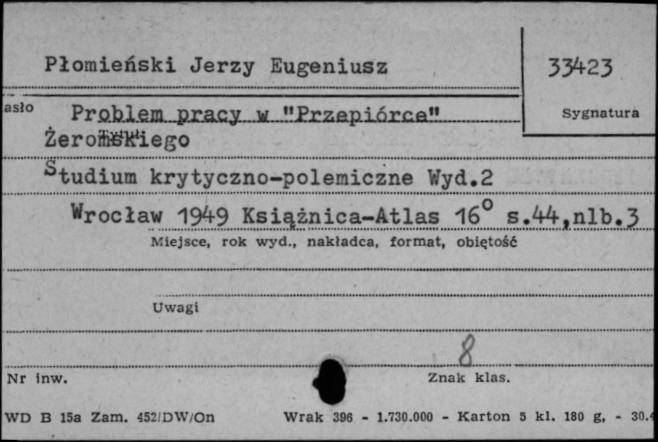 Płomieński Jerzy Eugeniusz
33423
asło
Problem pracy w "Przepiórce"
Sygnatura
Żeromskiego
Studium krytyczno-polemiczne Wyd.2
Wrocław 1949 Książnica-Atlas 16° s.44,nlb.3
Miejsce, rok wyd., nakładca, format, objętość
Uwagi
8
Nr inw.
Znak klas.
WD B 15a Zam. 452/DW/On Wrak 396 - 1.730.000 - Karton 5 kl. 180 g, - 30.4